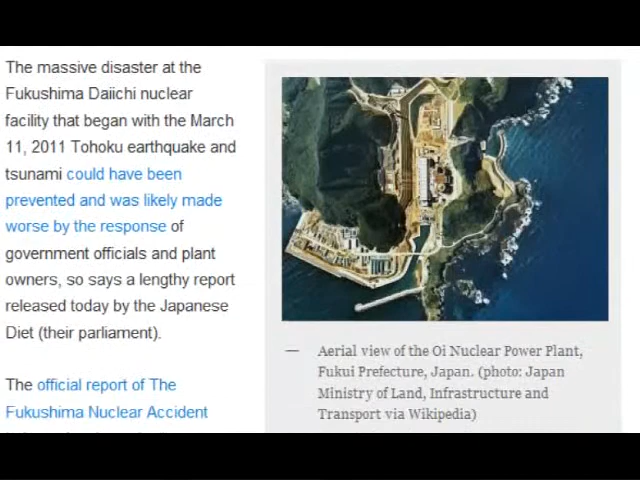 The massive disaster at the
Fukushima Daiichi nuclear
facility that began with the March
11, 2011 Tohoku earthquake and
tsunami could have been
prevented and was likely made
worse by the response of
government officials and plant
owners, so says a lengthy report
released today by the Japanese
Diet (their parliament).
The official report of The
Fukushima Nuclear Accident
— Aerial view of the Oi Nuclear Power Plant,
Fukui Prefecture, Japan. (photo: Japan
Ministry of Land, Infrastructure and
Transport via Wikipedia)